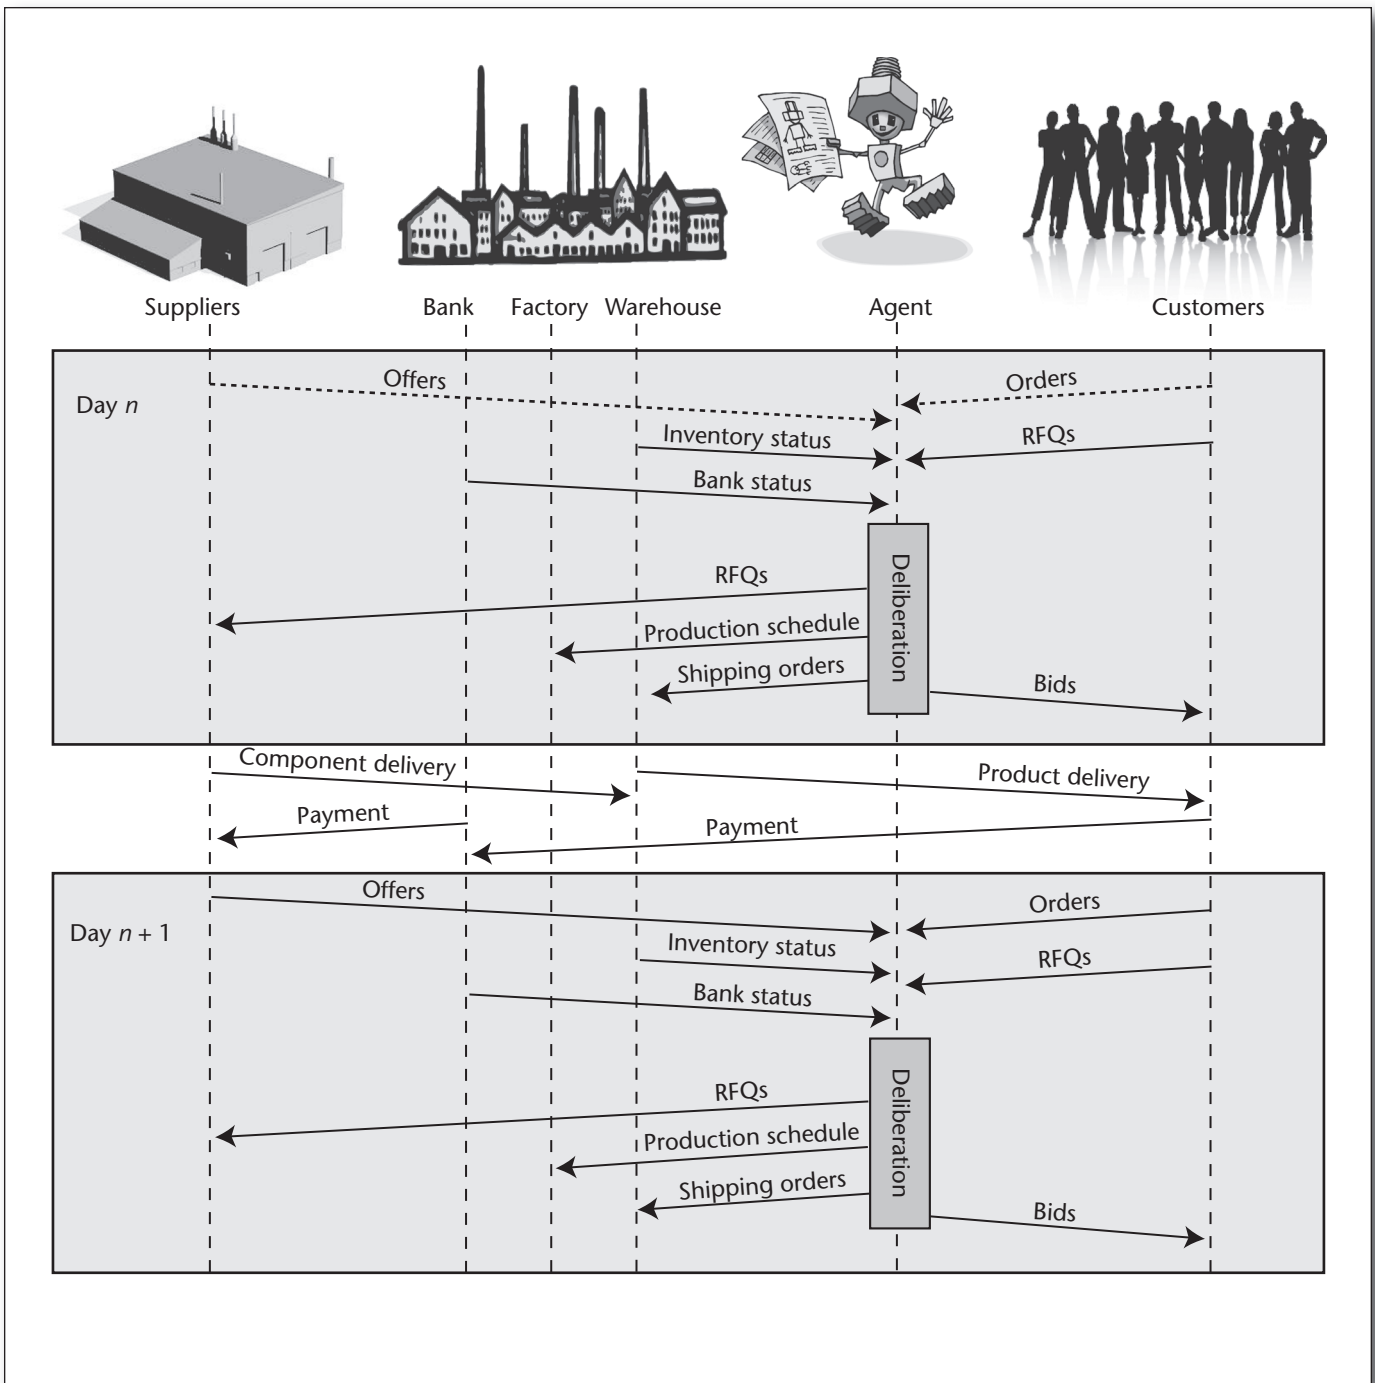 Suppliers Bank Factory Warehouse Agent Customers
Day n
Offers
Orders
Inventory status
RFQs
Bank status
Deliberation
RFQs
Production schedule
Shipping orders
Bids
Component delivery
Product delivery
Payment
Payment
Day n + 1
Offers
Orders
Inventory status
RFQs
Bank status
Deliberation
RFQs
Production schedule
Shipping orders
Bids